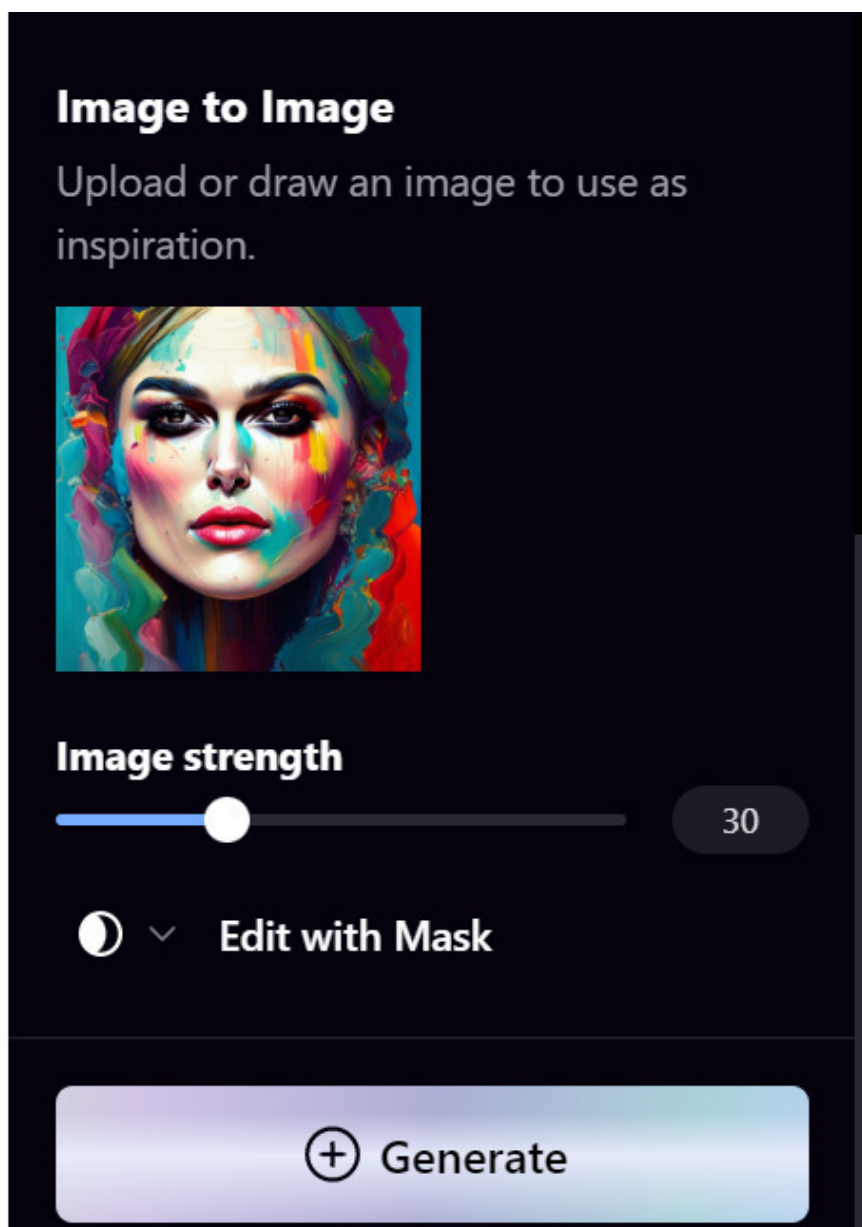 Image to Image
Upload or draw an image to use as
inspiration.
Image strength
30
Edit with Mask
Generate